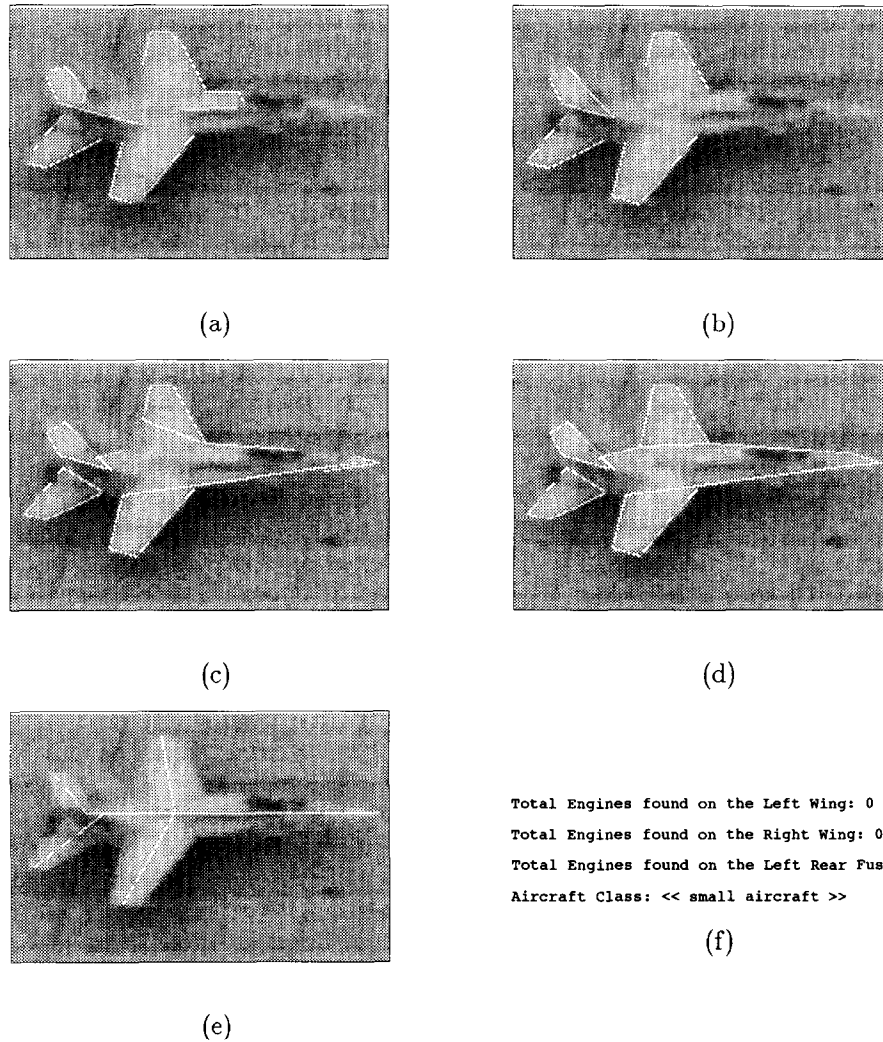 (a)
(b)
(c)
(d)
Total Engines found on the Left Wing: 0
Total Engines found on the Right Wing: 0
Total Engines found on the Left Rear Fus
Aircraft Class: << small aircraft >>
(f)
(e)